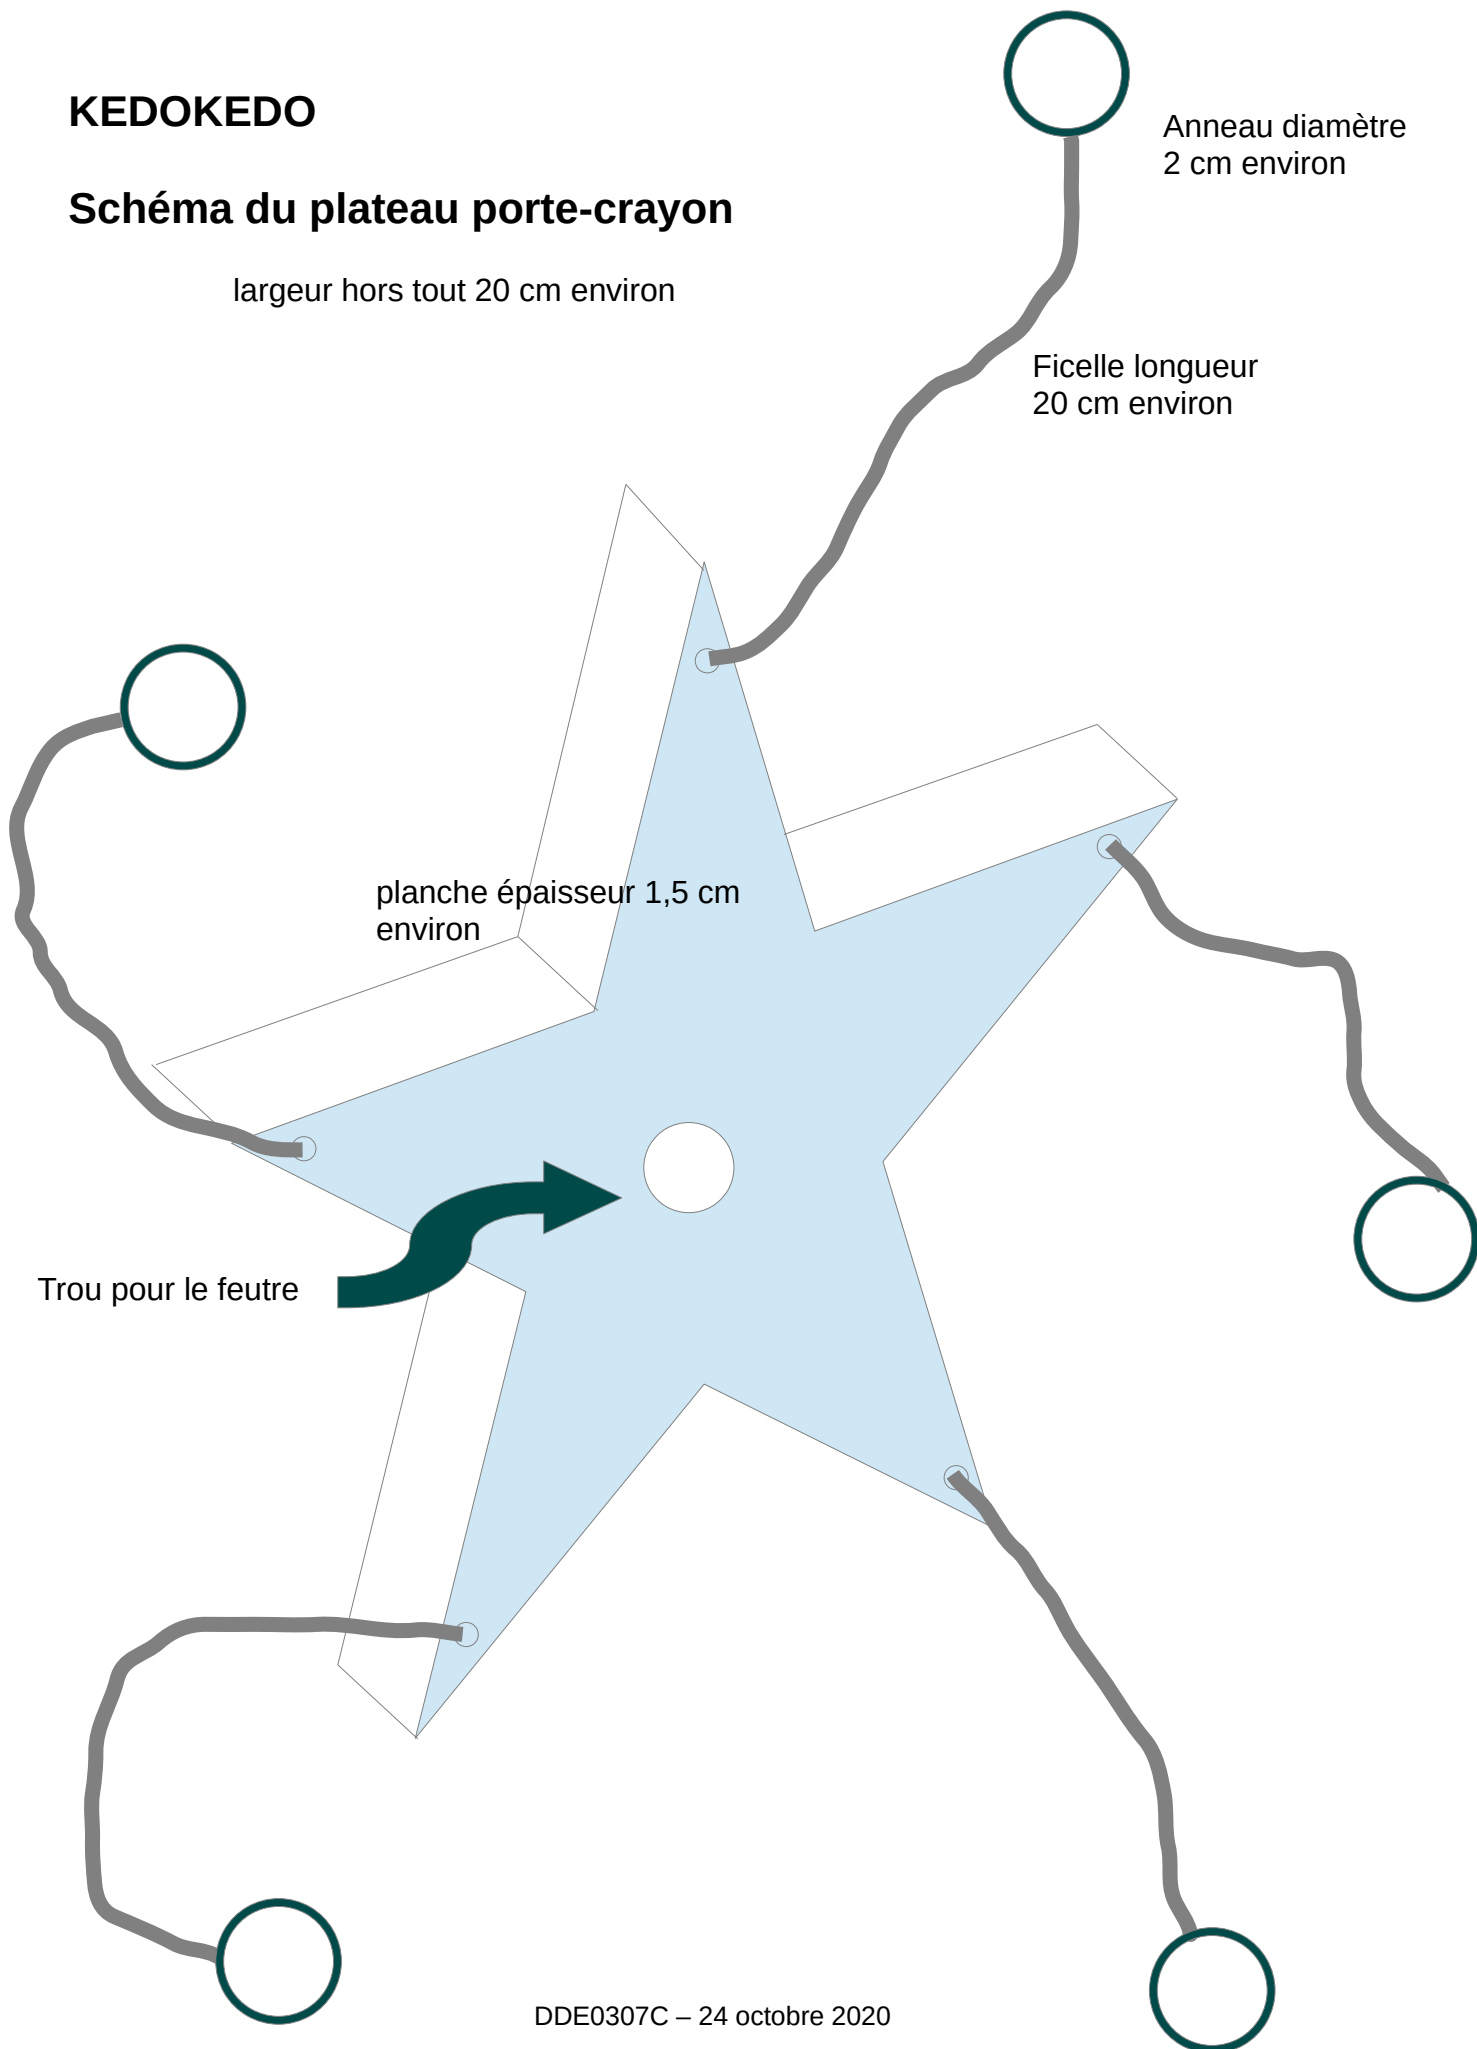 KEDOKEDO
Anneau diamètre
2 cm environ
Schéma du plateau porte-crayon
largeur hors tout 20 cm environ
Ficelle longueur
20 cm environ
planche épaisseur 1,5 cm
environ
Trou pour le feutre
DDE0307C – 24 octobre 2020